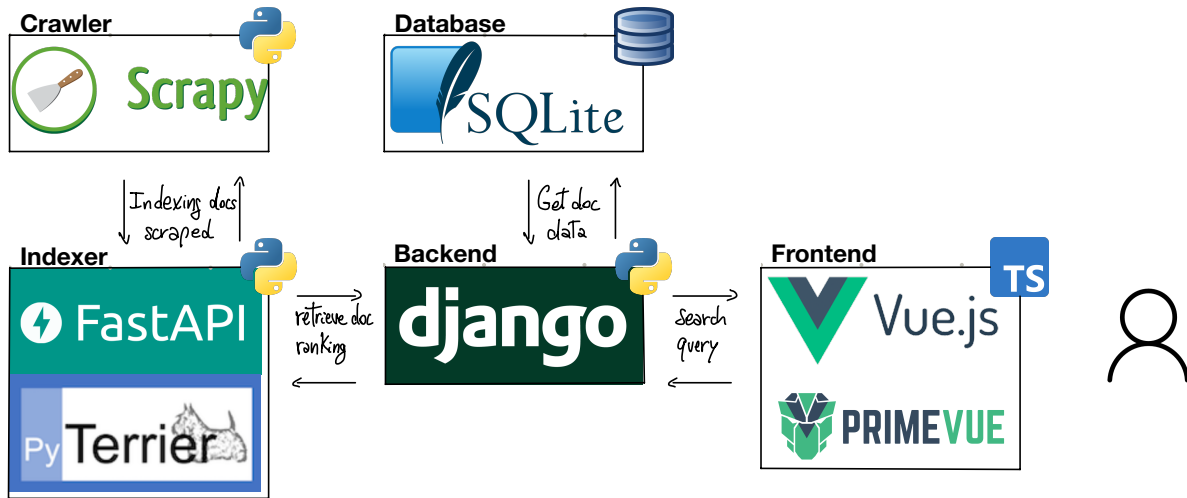 Crawler
Scrapy
Database
SQLite
Indexing docs
scraped
Get doc
data
Indexer
FastAPI
Py Terrier
retrieve doc
ranking
Backend
django
search
query
Frontend
TS
Vue.js
PRIMEVUE